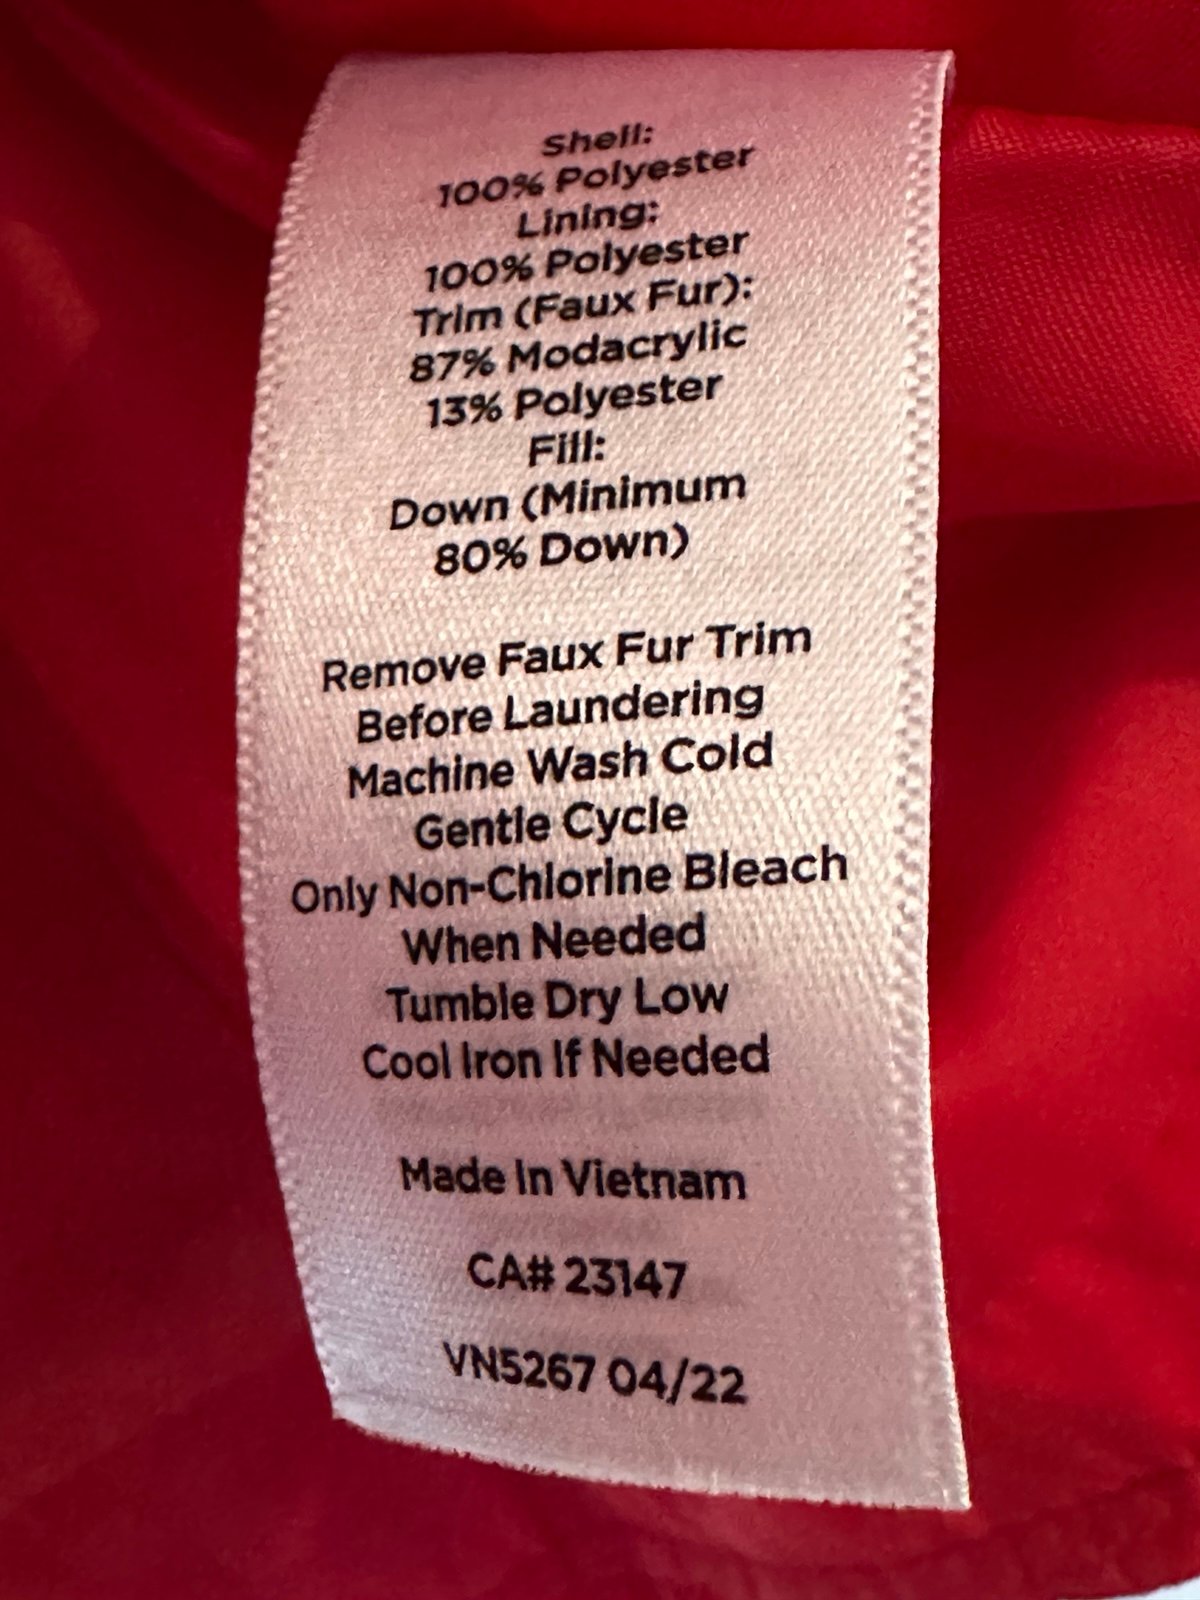 Shell:
100% Polyester
Lining:
100% Polyester
Trim (Faux Fur):
87% Modacrylic
13% Polyester
Fill:
Down (Minimum
80% Down)
Remove Faux Fur Trim
Before Laundering
Machine Wash Cold
Gentle Cycle
Only Non-Chlorine Bleach
When Needed
Tumble Dry Low
Cool Iron If Needed
Made In Vietnam
CA# 23147
VN5267 04/22